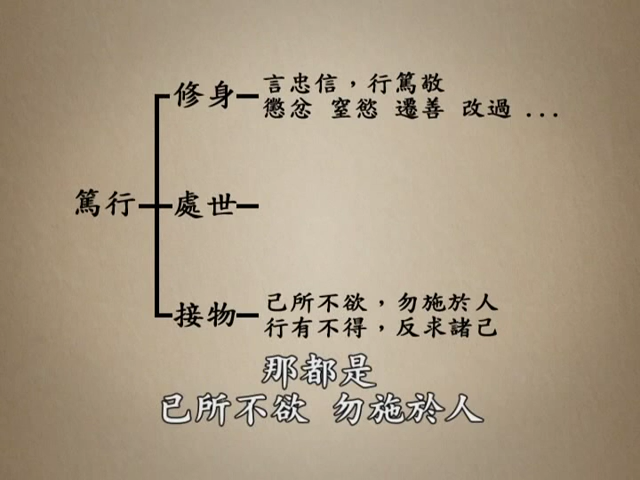 修身
言忠信，行篤敬
懲忿 窒慾 遷善 改過 ...
篤行
處世
接物
己所不欲，勿施於人
行有不得，反求諸己
那都是
己所不欲 勿施於人